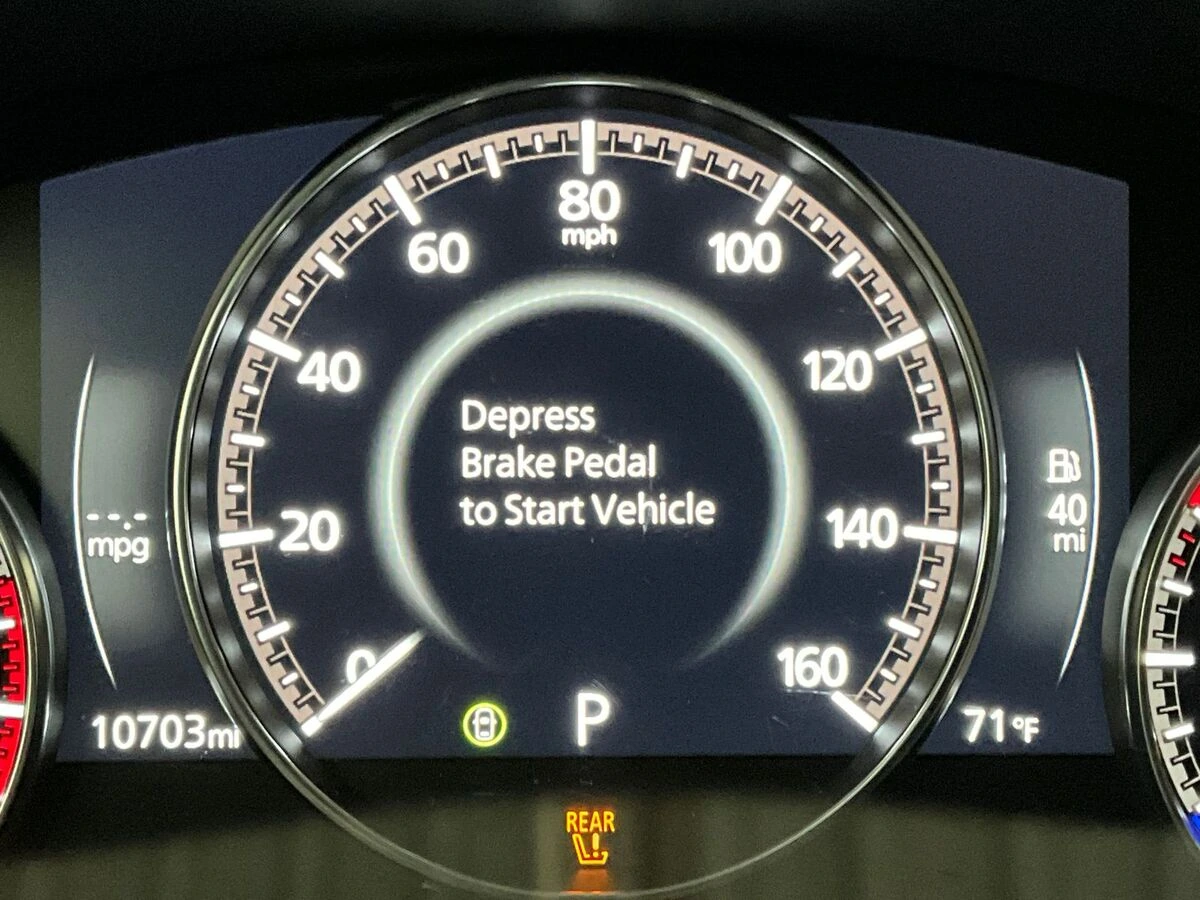 80
mph
60
100
40
120
Depress
Brake Pedal
to Start Vehicle
40
mi
20
140
--.-
mpg
0
160
P
10703mi
71°F
REAR